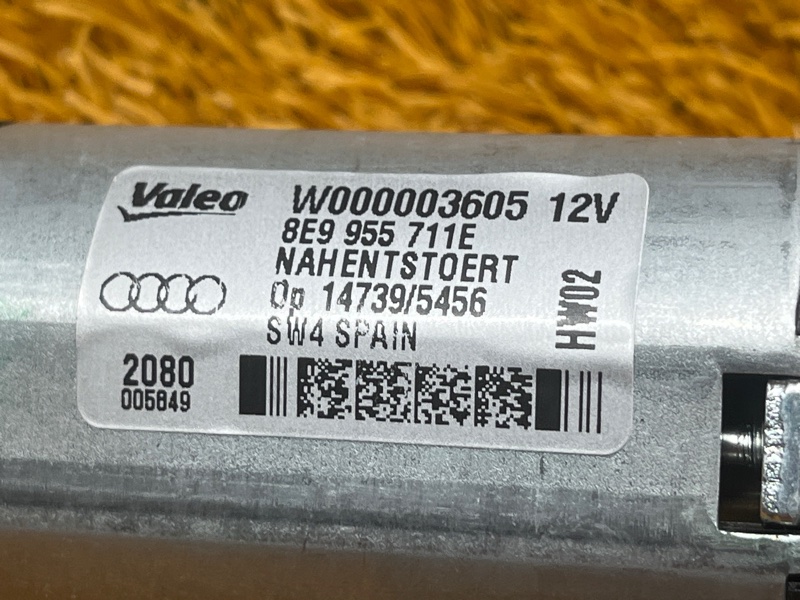 Valeo W000003605 12V
8E9 955 711E
NAHENTSTOERT
Op 14739/5456
SW4 SPAIN
HW02
2080
005849